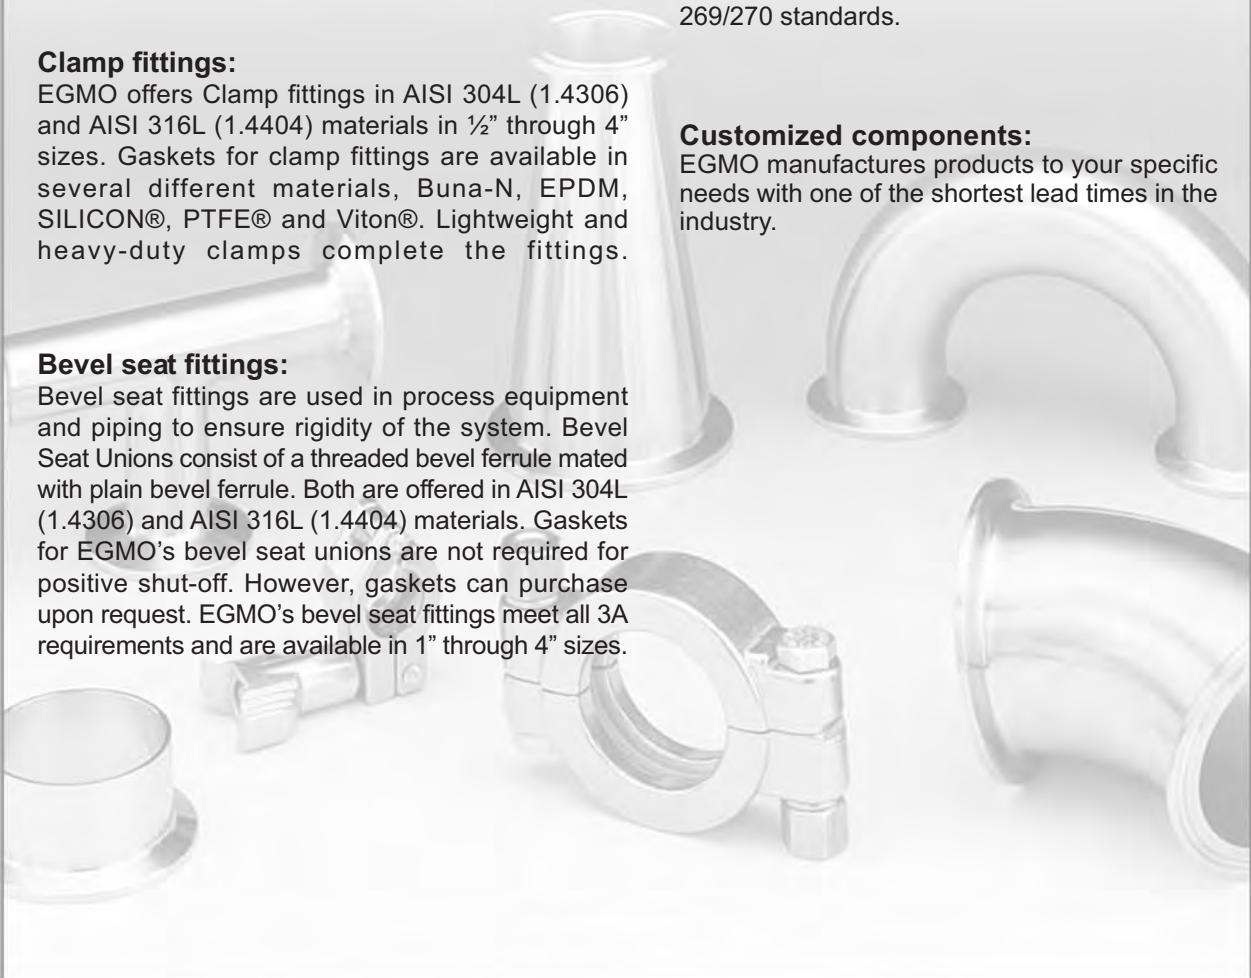 Clamp fittings:
EGMO offers Clamp fittings in AISI 304L (1.4306)
and AISI 316L (1.4404) materials in ½” through 4”
sizes. Gaskets for clamp fittings are available in
several different materials, Buna-N, EPDM,
SILICON®, PTFE® and Viton®. Lightweight and
heavy-duty clamps complete the fittings.
Bevel seat fittings:
Bevel seat fittings are used in process equipment
and piping to ensure rigidity of the system. Bevel
Seat Unions consist of a threaded bevel ferrule mated
with plain bevel ferrule. Both are offered in AISI 304L
(1.4306) and AISI 316L (1.4404) materials. Gaskets
for EGMO’s bevel seat unions are not required for
positive shut-off. However, gaskets can purchase
upon request. EGMO’s bevel seat fittings meet all 3A
requirements and are available in 1” through 4” sizes.
269/270 standards.
Customized components:
EGMO manufactures products to your specific
needs with one of the shortest lead times in the
industry.